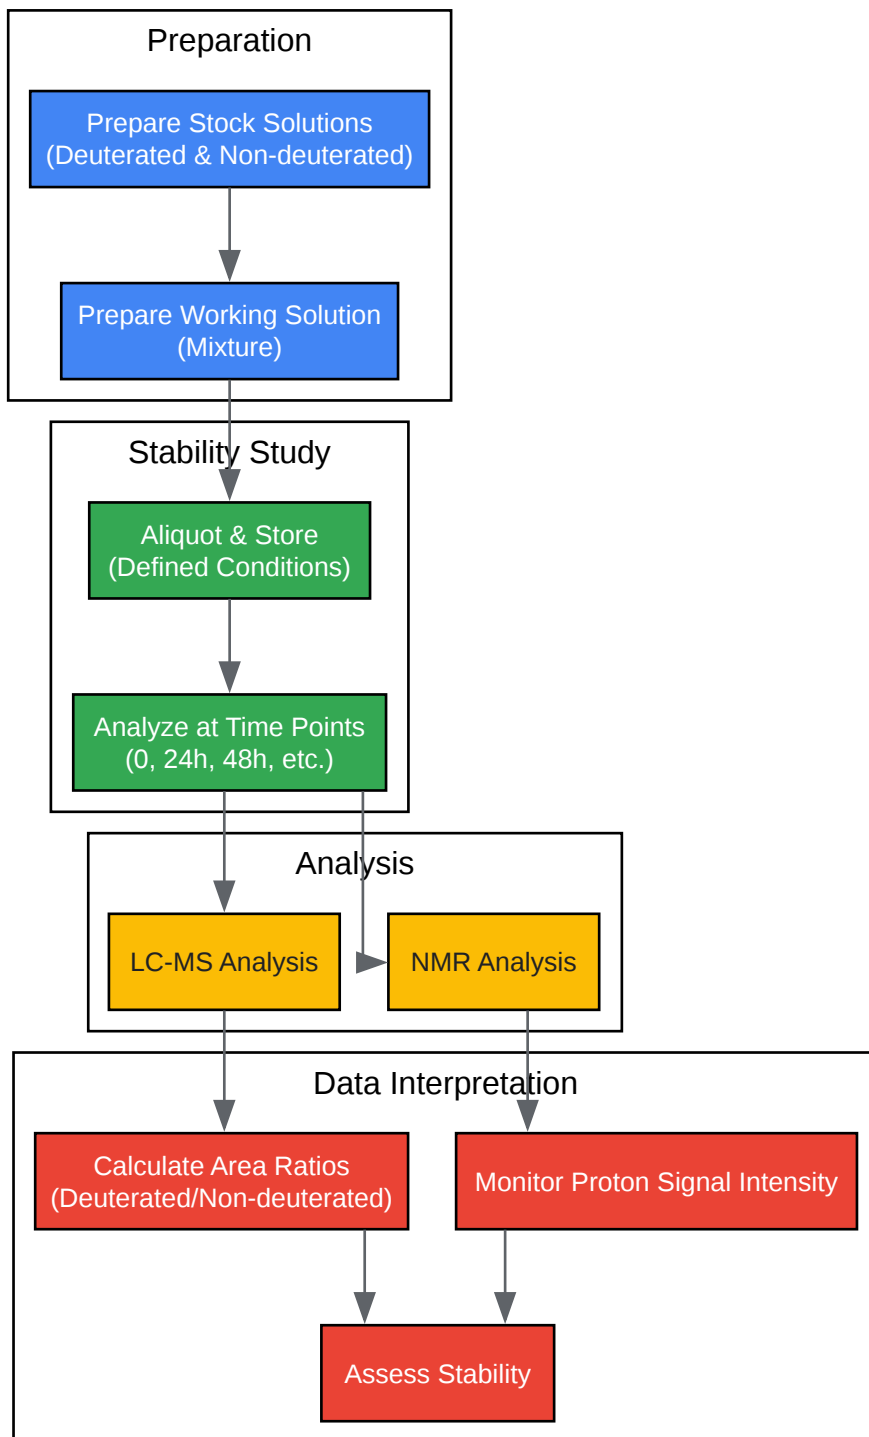 Preparation
Prepare Stock Solutions
(Deuterated & Non-deuterated)
Prepare Working Solution
(Mixture)
Stability Study
Aliquot & Store
(Defined Conditions)
Analyze at Time Points
(0, 24h, 48h, etc.)
Analysis
LC-MS Analysis
NMR Analysis
Data Interpretation
Calculate Area Ratios
(Deuterated/Non-deuterated)
Monitor Proton Signal Intensity
Assess Stability